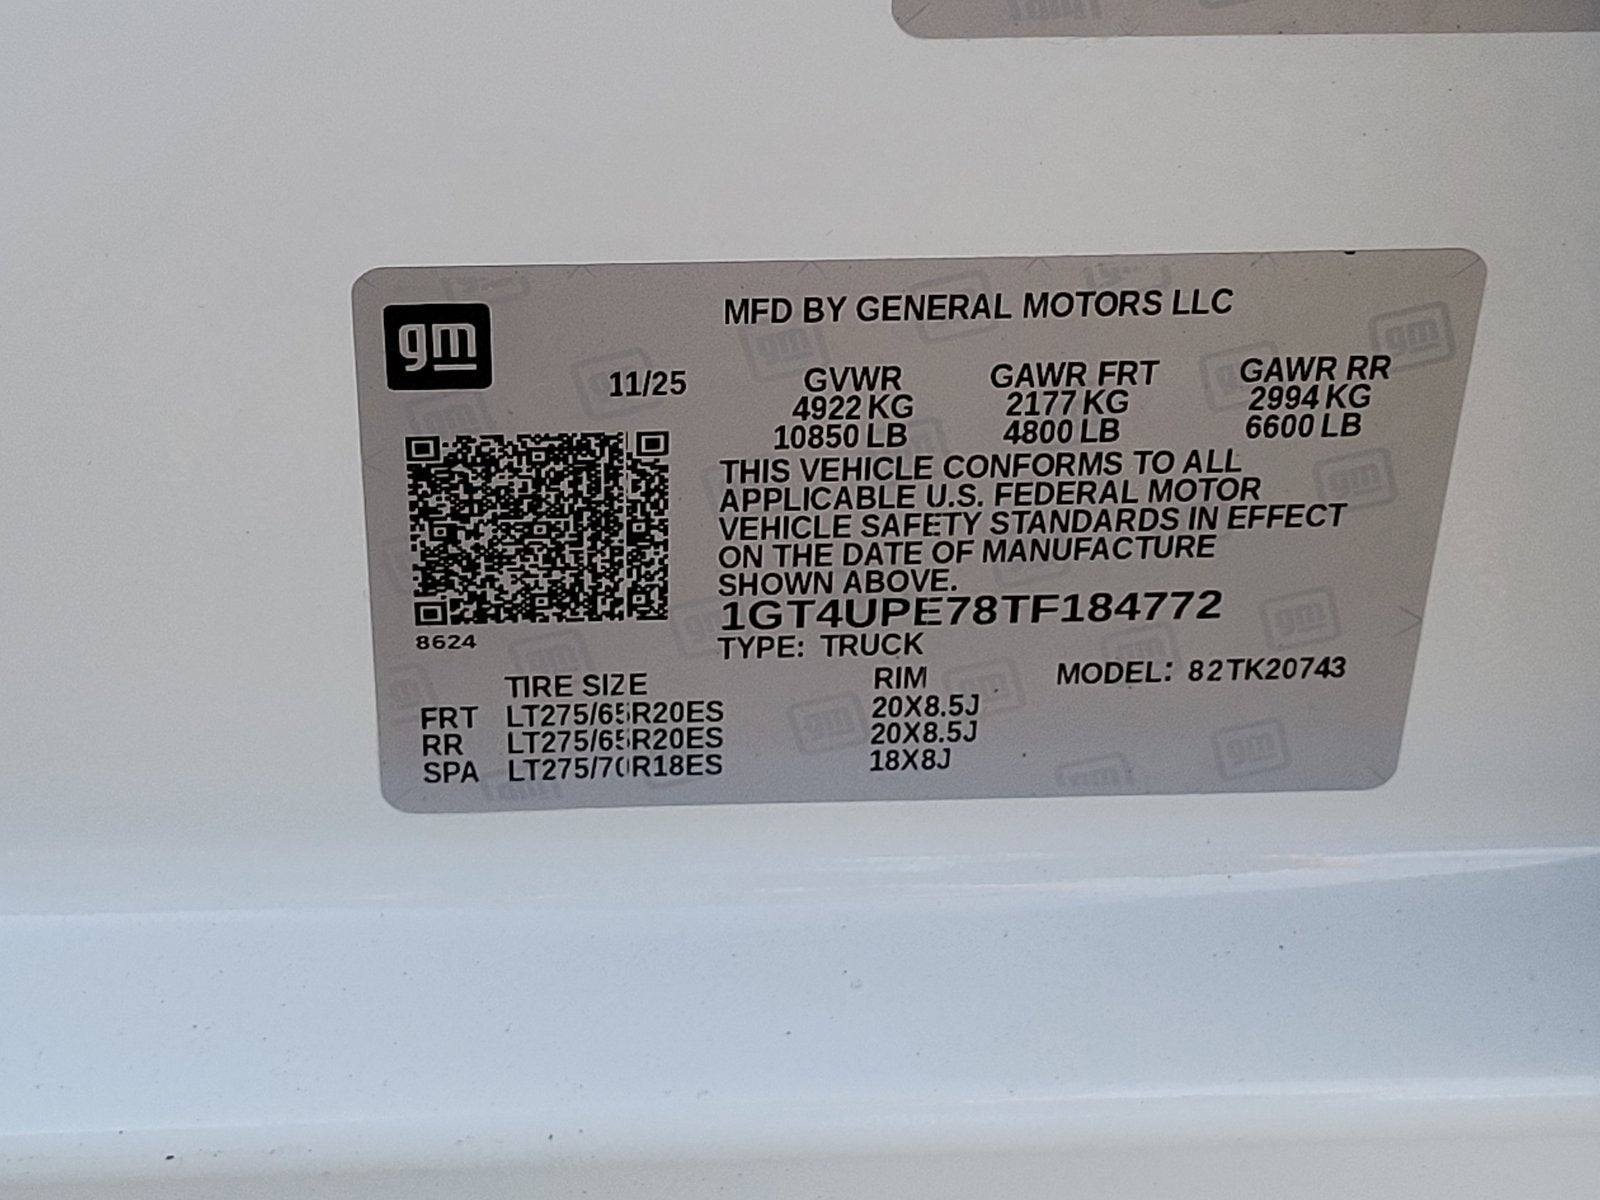 gm
MFD BY GENERAL MOTORS LLC
11/25
GVWR GAWR FRT GAWR RR
4922 KG 2177 KG 2994 KG
10850 LB 4800 LB 6600 LB
THIS VEHICLE CONFORMS TO ALL
APPLICABLE U.S. FEDERAL MOTOR
VEHICLE SAFETY STANDARDS IN EFFECT
ON THE DATE OF MANUFACTURE
SHOWN ABOVE.
1GT4UPE78TF184772
8624
TYPE: TRUCK
TIRE SIZE RIM MODEL: 82TK20743
FRT LT275/65R20ES 20X8.5J
RR LT275/65R20ES 20X8.5J
SPA LT275/70R18ES 18X8J